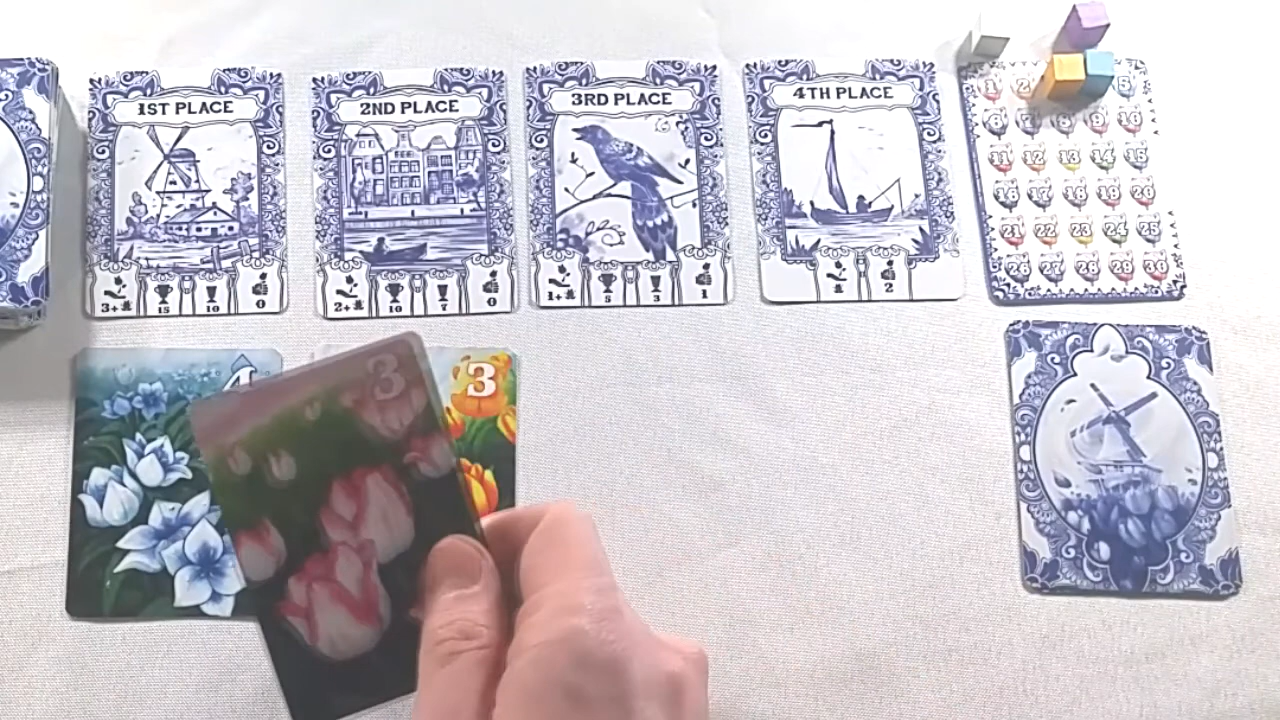 1ST PLACE
3+
15
10
0
2ND PLACE
2+
10
7
0
3RD PLACE
1+
5
3
1
4TH PLACE
4
2
1 2 5
6 7 8 9 10
11 12 13 14 15
16 17 18 19 20
21 22 23 24 25
26 27 28 29 30
4
3
3